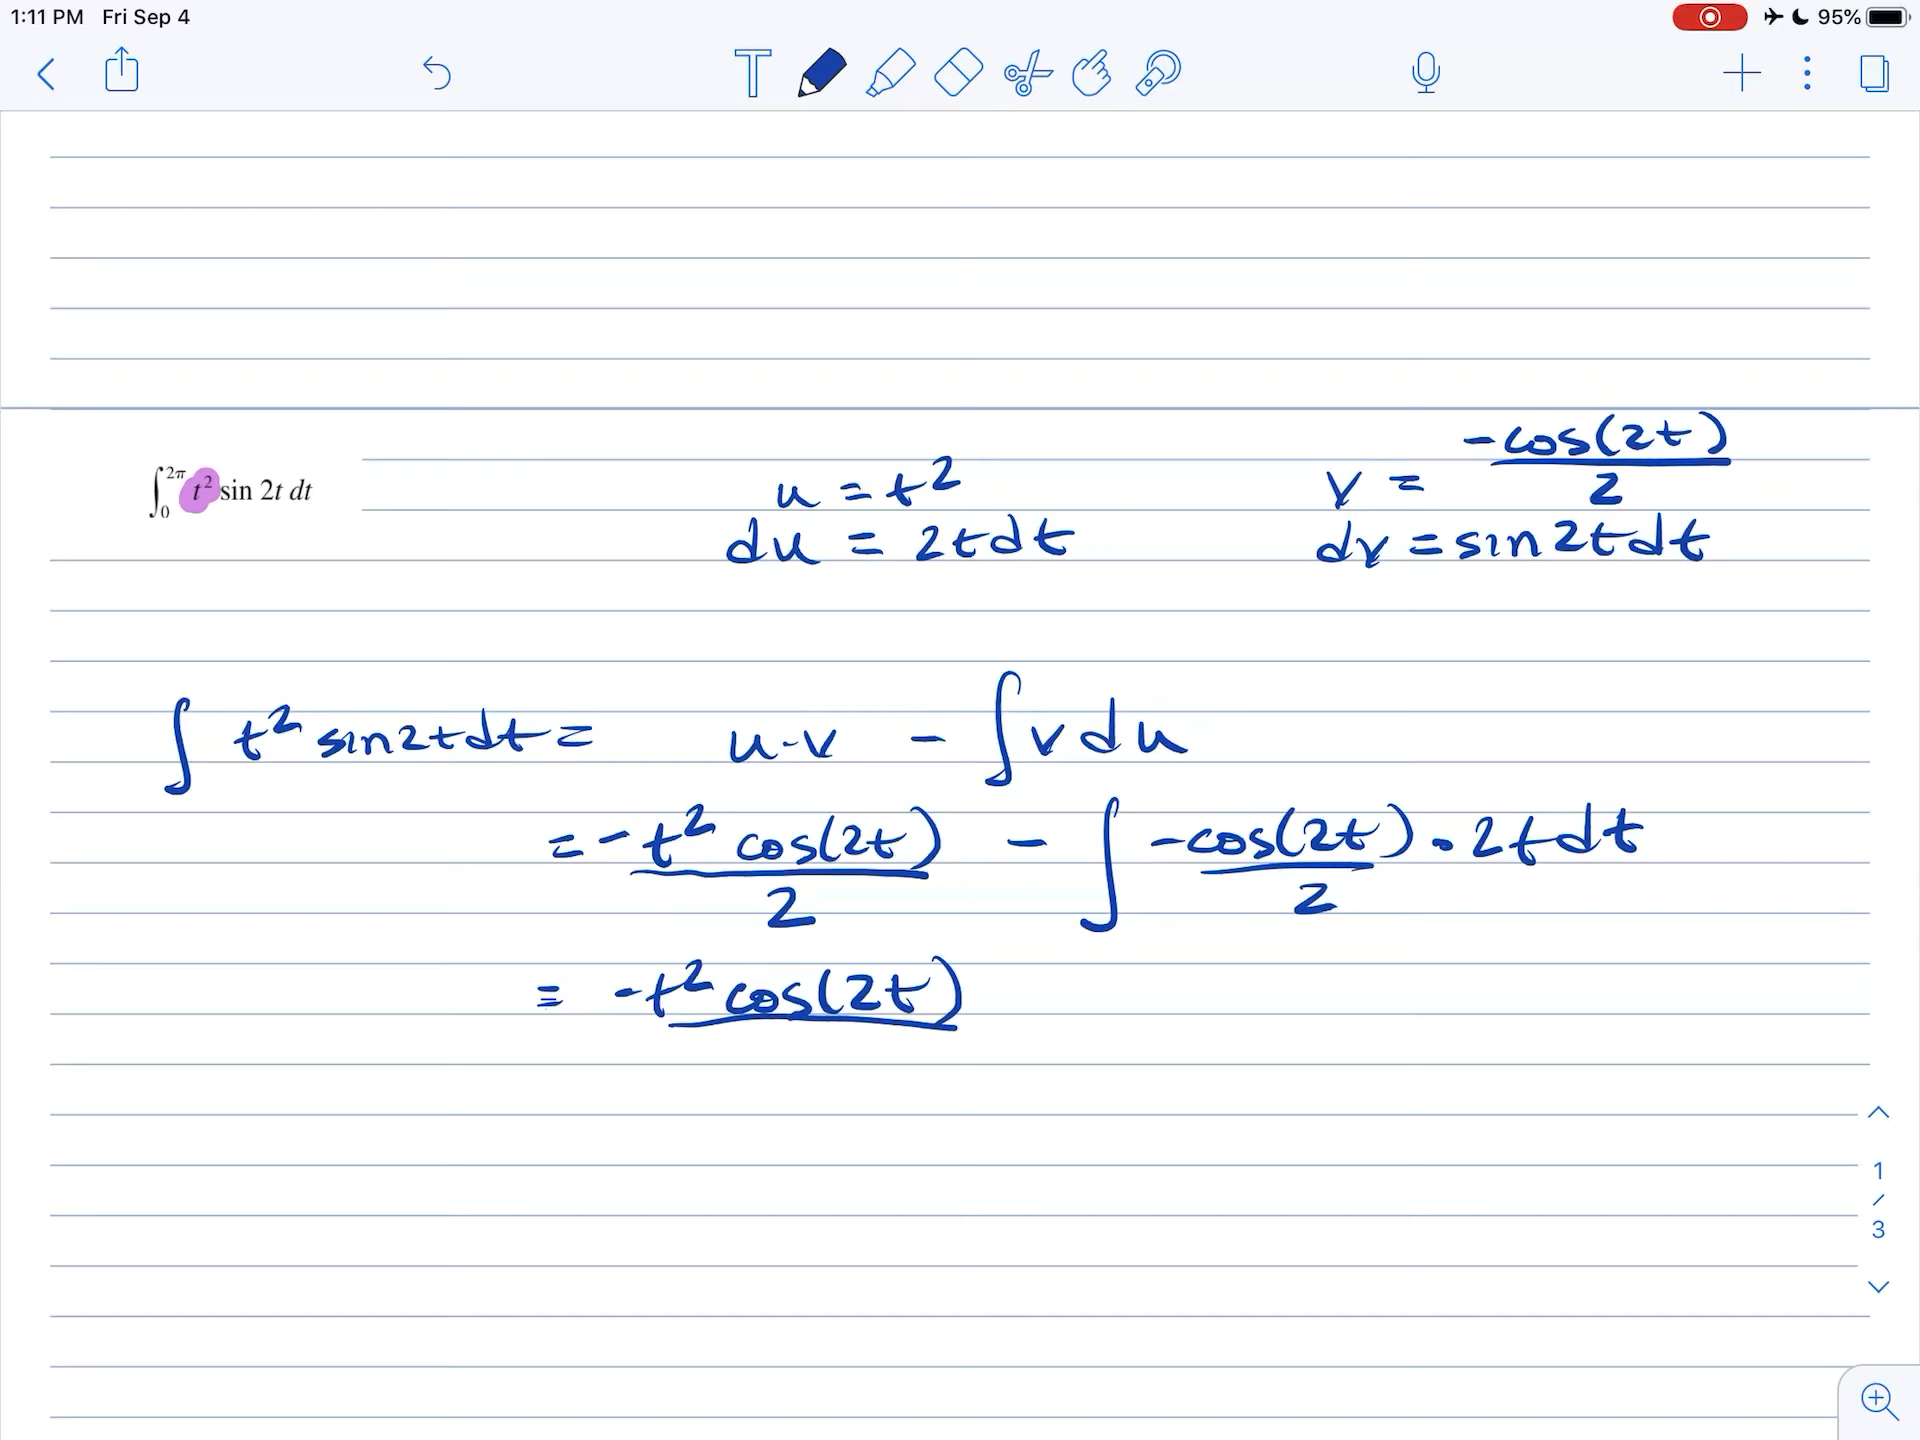 1:11 PM Fri Sep 4 95%
T
∫₀^{2π} t² sin 2t dt
u = t²
du = 2t dt
v = -cos(2t)/2
dv = sin2t dt
∫ t² sin2t dt = u·v - ∫ v du
= -t² cos(2t)/2 - ∫ -cos(2t)/2 · 2t dt
= -t² cos(2t)
1
/
3